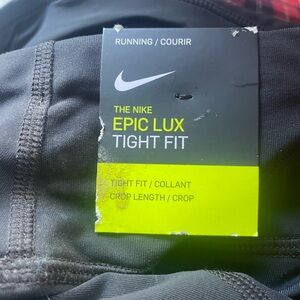 RUNNING / COURIR
THE NIKE
EPIC LUX
TIGHT FIT
TIGHT FIT / COLLANT
CROP LENGTH / CROP